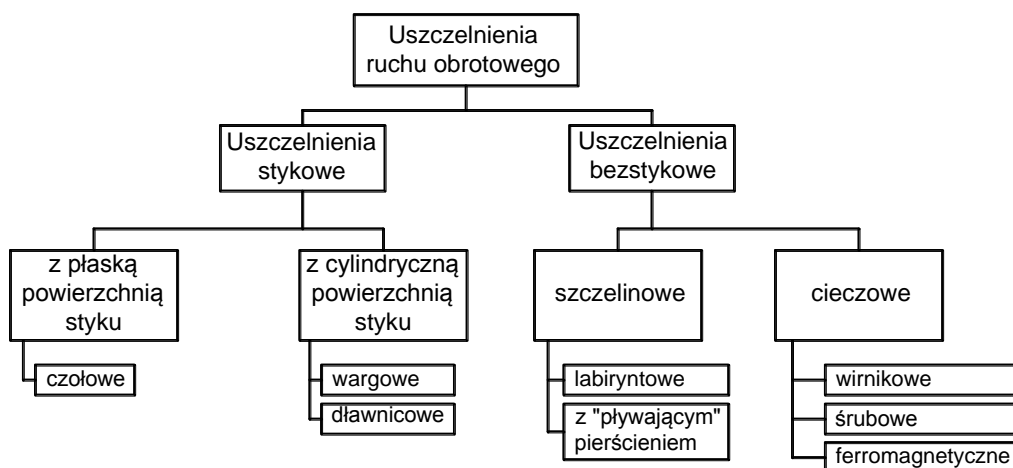 Uszczelnienia
ruchu obrotowego
Uszczelnienia
stykowe
Uszczelnienia
bezstykowe
z płaską
powierzchnią
styku
z cylindryczną
powierzchnią
styku
szczelinowe
cieczowe
czołowe
wargowe
dławnicowe
labiryntowe
z "pływającym"
pierścieniem
wirnikowe
śrubowe
ferromagnetyczne